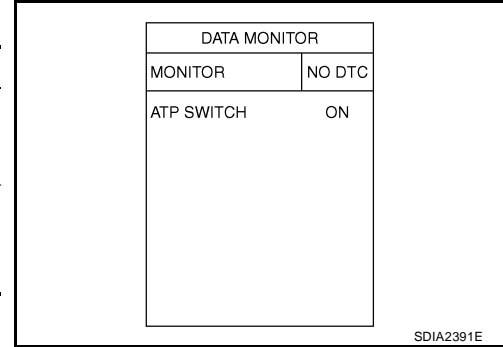 DATA MONITOR
MONITOR NO DTC
ATP SWITCH ON
SDIA2391E